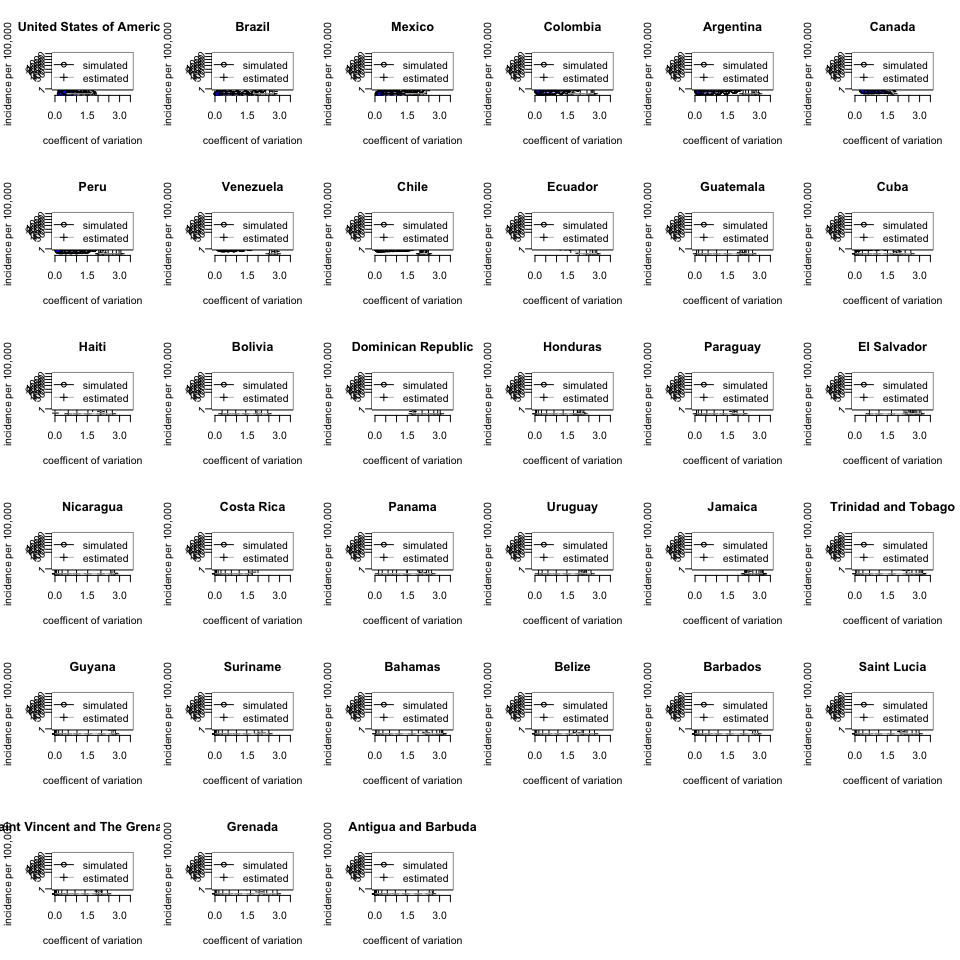 United States of Americ Brazil Mexico Colombia Argentina Canada
incidence per 100,000 incidence per 100,000 incidence per 100,000 incidence per 100,000 incidence per 100,000 incidence per 100,000
simulated simulated simulated simulated simulated simulated
estimated estimated estimated estimated estimated estimated
0.0 1.5 3.0 0.0 1.5 3.0 0.0 1.5 3.0 0.0 1.5 3.0 0.0 1.5 3.0 0.0 1.5 3.0
coefficent of variation coefficent of variation coefficent of variation coefficent of variation coefficent of variation coefficent of variation
Peru Venezuela Chile Ecuador Guatemala Cuba
incidence per 100,000 incidence per 100,000 incidence per 100,000 incidence per 100,000 incidence per 100,000 incidence per 100,000
simulated simulated simulated simulated simulated simulated
estimated estimated estimated estimated estimated estimated
0.0 1.5 3.0 0.0 1.5 3.0 0.0 1.5 3.0 0.0 1.5 3.0 0.0 1.5 3.0 0.0 1.5 3.0
coefficent of variation coefficent of variation coefficent of variation coefficent of variation coefficent of variation coefficent of variation
Haiti Bolivia Dominican Republic Honduras Paraguay El Salvador
incidence per 100,000 incidence per 100,000 incidence per 100,000 incidence per 100,000 incidence per 100,000 incidence per 100,000
simulated simulated simulated simulated simulated simulated
estimated estimated estimated estimated estimated estimated
0.0 1.5 3.0 0.0 1.5 3.0 0.0 1.5 3.0 0.0 1.5 3.0 0.0 1.5 3.0 0.0 1.5 3.0
coefficent of variation coefficent of variation coefficent of variation coefficent of variation coefficent of variation coefficent of variation
Nicaragua Costa Rica Panama Uruguay Jamaica Trinidad and Tobago
incidence per 100,000 incidence per 100,000 incidence per 100,000 incidence per 100,000 incidence per 100,000 incidence per 100,000
simulated simulated simulated simulated simulated simulated
estimated estimated estimated estimated estimated estimated
0.0 1.5 3.0 0.0 1.5 3.0 0.0 1.5 3.0 0.0 1.5 3.0 0.0 1.5 3.0 0.0 1.5 3.0
coefficent of variation coefficent of variation coefficent of variation coefficent of variation coefficent of variation coefficent of variation
Guyana Suriname Bahamas Belize Barbados Saint Lucia
incidence per 100,000 incidence per 100,000 incidence per 100,000 incidence per 100,000 incidence per 100,000 incidence per 100,000
simulated simulated simulated simulated simulated simulated
estimated estimated estimated estimated estimated estimated
0.0 1.5 3.0 0.0 1.5 3.0 0.0 1.5 3.0 0.0 1.5 3.0 0.0 1.5 3.0 0.0 1.5 3.0
coefficent of variation coefficent of variation coefficent of variation coefficent of variation coefficent of variation coefficent of variation
aint Vincent and The Grena Grenada Antigua and Barbuda
incidence per 100,000 incidence per 100,000 incidence per 100,000
simulated simulated simulated
estimated estimated estimated
0.0 1.5 3.0 0.0 1.5 3.0 0.0 1.5 3.0
coefficent of variation coefficent of variation coefficent of variation